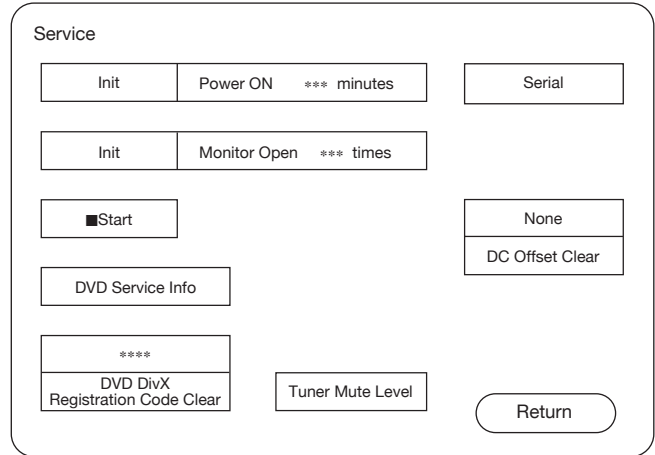 Service
Init Power ON *** minutes Serial
Init Monitor Open *** times
■Start None
DC Offset Clear
DVD Service Info
****
DVD DivX
Registration Code Clear
Tuner Mute Level
Return